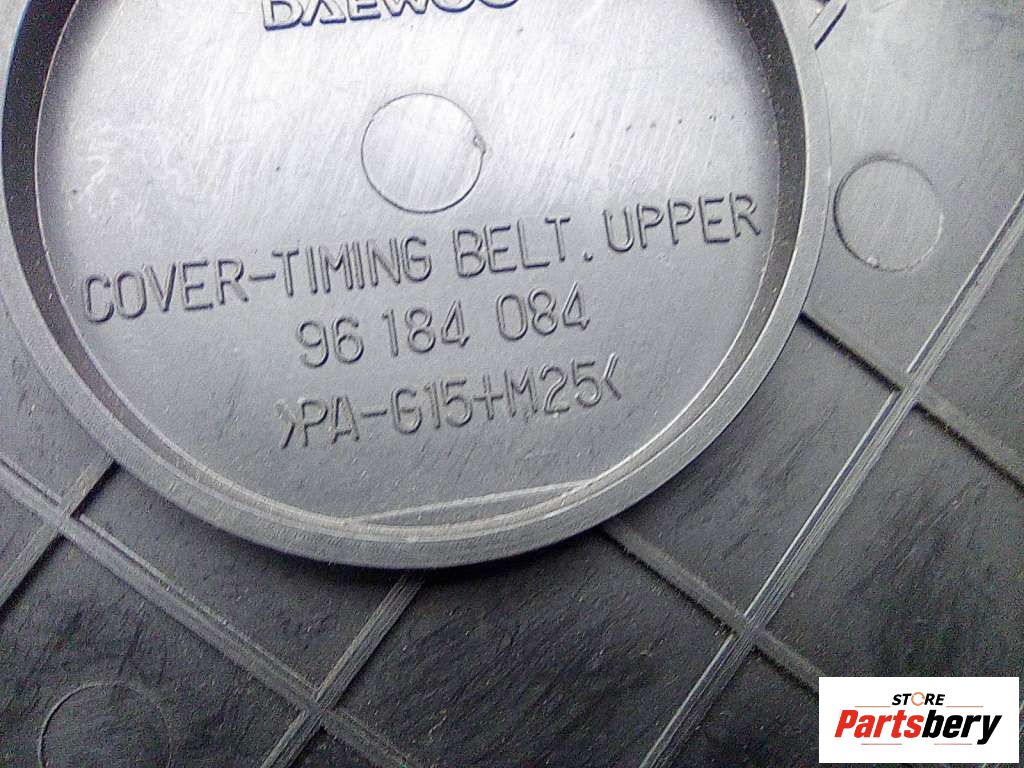 DAEWOO
COVER-TIMING BELT. UPPER
96 184 084
>PA-G15+M25<
STORE
Partsbery